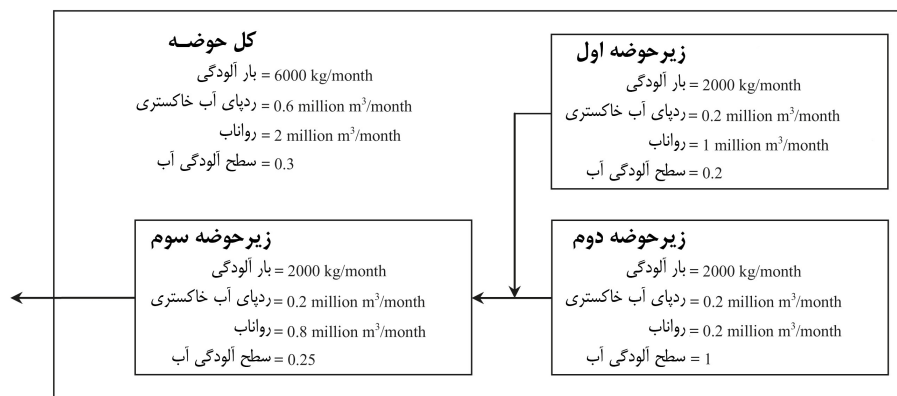 کل حوضــه
بار آلودگی = 6000 kg/month
ردپای آب خاکستری = 0.6 million m³/month
رواناب = 2 million m³/month
سطح آلودگی آب = 0.3
زیرحوضه اول
بار آلودگی = 2000 kg/month
ردپای آب خاکستری = 0.2 million m³/month
رواناب = 1 million m³/month
سطح آلودگی آب = 0.2
زیرحوضه دوم
بار آلودگی = 2000 kg/month
ردپای آب خاکستری = 0.2 million m³/month
رواناب = 0.2 million m³/month
سطح آلودگی آب = 1
زیرحوضه سوم
بار آلودگی = 2000 kg/month
ردپای آب خاکستری = 0.2 million m³/month
رواناب = 0.8 million m³/month
سطح آلودگی آب = 0.25